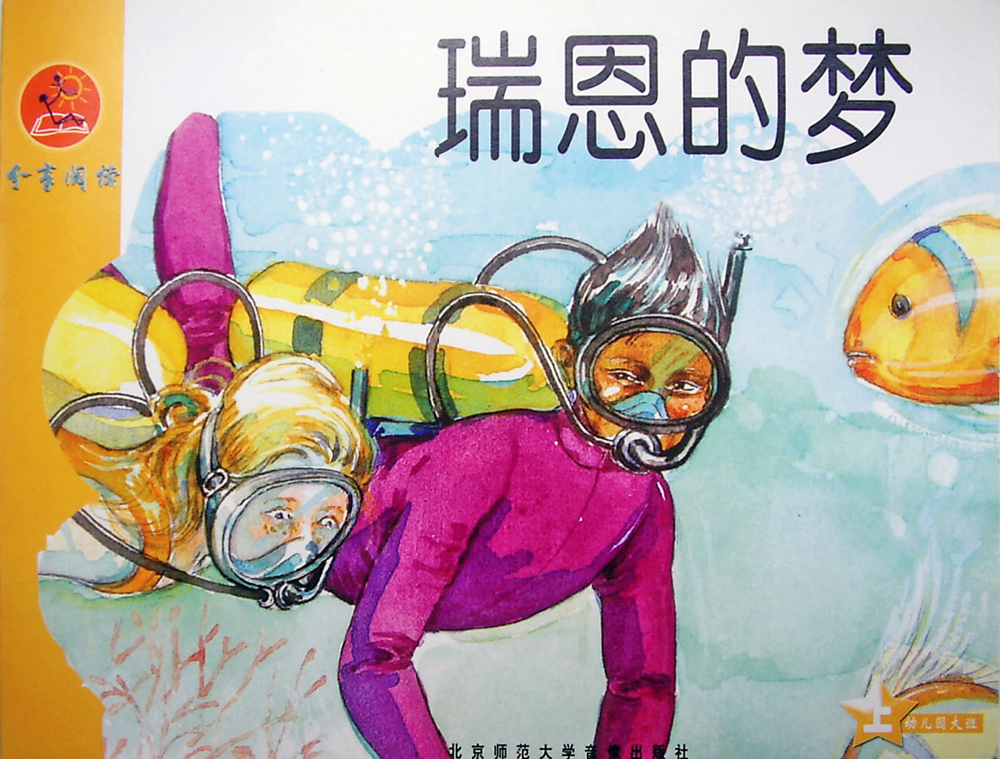 瑞恩的梦
分享阅读
上
幼儿园大班
北京师范大学音像出版社